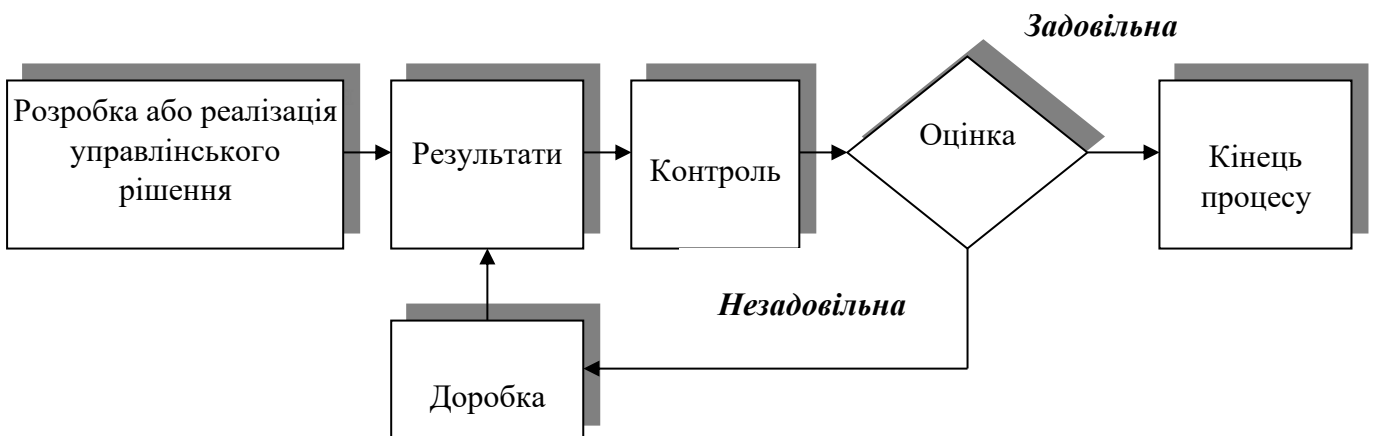 Задовільна
Розробка або реалізація
управлінського
рішення
Результати
Контроль
Оцінка
Кінець
процесу
Незадовільна
Доробка